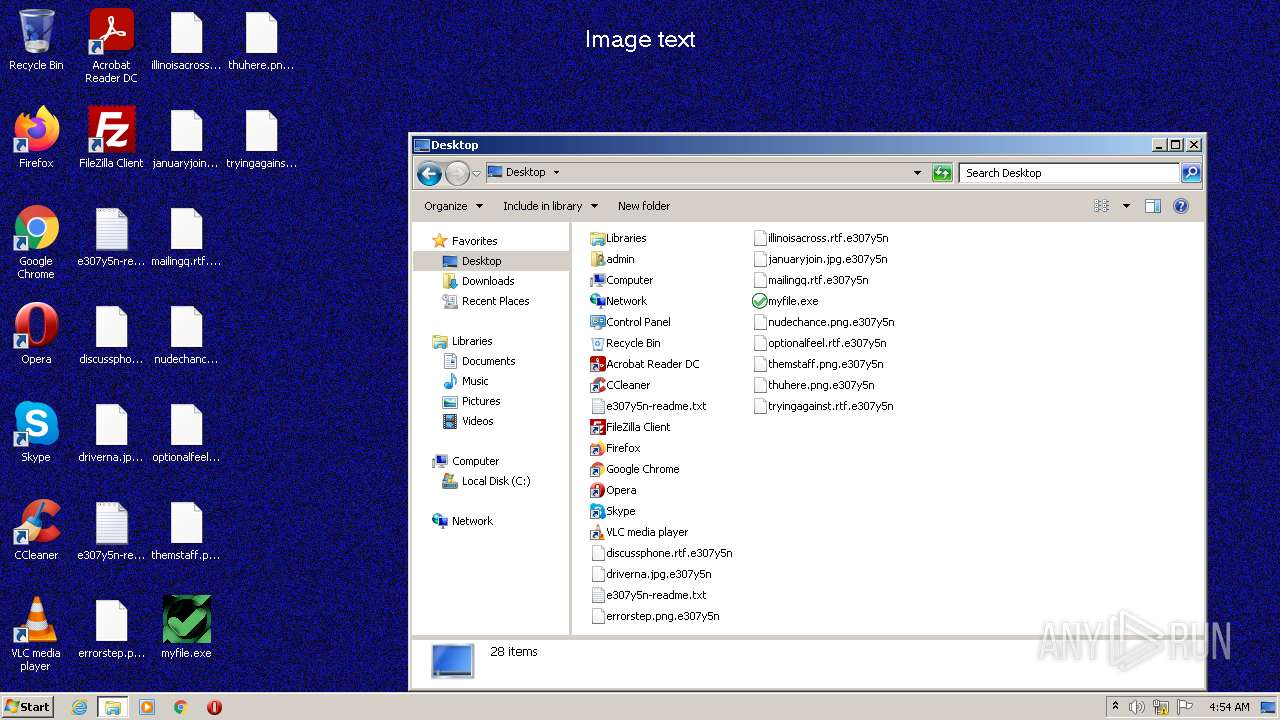 Image text
Recycle Bin
Acrobat
Reader DC
illinoisacross...
thuhere.pn...
Firefox
FileZilla Client
januaryjoin...
tryingagains...
Google
Chrome
e307y5n-re...
mailingq.rtf....
Opera
discusspho...
nudechanc...
Skype
driverna.jp...
optionalfeel...
CCleaner
e307y5n-re...
themstaff.p...
VLC media
player
errorstep.p...
myfile.exe
Desktop
Desktop
Search Desktop
Organize
Include in library
New folder
Favorites
Desktop
Downloads
Recent Places
Libraries
Documents
Music
Pictures
Videos
Computer
Local Disk (C:)
Network
Libraries
admin
Computer
Network
Control Panel
Recycle Bin
Acrobat Reader DC
CCleaner
e307y5n-readme.txt
FileZilla Client
Firefox
Google Chrome
Opera
Skype
VLC media player
discussphone.rtf.e307y5n
driverna.jpg.e307y5n
e307y5n-readme.txt
errorstep.png.e307y5n
illinoisacross.rtf.e307y5n
januaryjoin.jpg.e307y5n
mailingq.rtf.e307y5n
myfile.exe
nudechance.png.e307y5n
optionalfeel.rtf.e307y5n
themstaff.png.e307y5n
thuhere.png.e307y5n
tryingagainst.rtf.e307y5n
28 items
ANY RUN
Start
4:54 AM